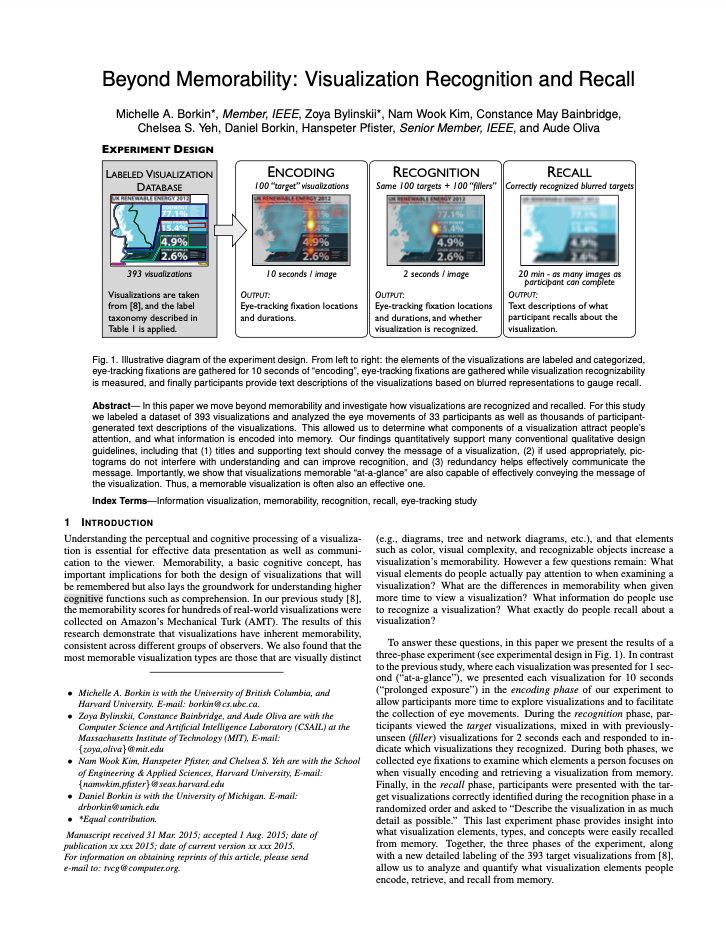 Beyond Memorability: Visualization Recognition and Recall
Michelle A. Borkin*, Member, IEEE, Zoya Bylinskii*, Nam Wook Kim, Constance May Bainbridge,
Chelsea S. Yeh, Daniel Borkin, Hanspeter Pfister, Senior Member, IEEE, and Aude Oliva
EXPERIMENT DESIGN
LABELED VISUALIZATION
DATABASE
UK RENEWABLE ENERGY 2012
77.1%
15.4%
4.9%
2.6%
393 visualizations
Visualizations are taken
from [8], and the label
taxonomy described in
Table 1 is applied.
ENCODING
100 "target" visualizations
UK RENEWABLE ENERGY 2012
77.1%
15.4%
4.9%
2.6%
10 seconds / image
OUTPUT:
Eye-tracking fixation locations
and durations.
RECOGNITION
Same 100 targets + 100 "fillers"
UK RENEWABLE ENERGY 2012
77.1%
15.4%
4.9%
2.6%
2 seconds / image
OUTPUT:
Eye-tracking fixation locations
and durations, and whether
visualization is recognized.
RECALL
Correctly recognized blurred targets
20 min - as many images as
participant can complete
OUTPUT:
Text descriptions of what
participant recalls about the
visualization.
Fig. 1. Illustrative diagram of the experiment design. From left to right: the elements of the visualizations are labeled and categorized,
eye-tracking fixations are gathered for 10 seconds of "encoding", eye-tracking fixations are gathered while visualization recognizability
is measured, and finally participants provide text descriptions of the visualizations based on blurred representations to gauge recall.
Abstract— In this paper we move beyond memorability and investigate how visualizations are recognized and recalled. For this study
we labeled a dataset of 393 visualizations and analyzed the eye movements of 33 participants as well as thousands of participant-
generated text descriptions of the visualizations. This allowed us to determine what components of a visualization attract people's
attention, and what information is encoded into memory. Our findings quantitatively support many conventional qualitative design
guidelines, including that (1) titles and supporting text should convey the message of a visualization, (2) if used appropriately, pic-
tograms do not interfere with understanding and can improve recognition, and (3) redundancy helps effectively communicate the
message. Importantly, we show that visualizations memorable "at-a-glance" are also capable of effectively conveying the message of
the visualization. Thus, a memorable visualization is often also an effective one.
Index Terms—Information visualization, memorability, recognition, recall, eye-tracking study
1 INTRODUCTION
Understanding the perceptual and cognitive processing of a visualiza-
tion is essential for effective data presentation as well as communi-
cation to the viewer. Memorability, a basic cognitive concept, has
important implications for both the design of visualizations that will
be remembered but also lays the groundwork for understanding higher
cognitive functions such as comprehension. In our previous study [8],
the memorability scores for hundreds of real-world visualizations were
collected on Amazon's Mechanical Turk (AMT). The results of this
research demonstrate that visualizations have inherent memorability,
consistent across different groups of observers. We also found that the
most memorable visualization types are those that are visually distinct
• Michelle A. Borkin is with the University of British Columbia, and
Harvard University. E-mail: borkin@cs.ubc.ca.
• Zoya Bylinskii, Constance Bainbridge, and Aude Oliva are with the
Computer Science and Artificial Intelligence Laboratory (CSAIL) at the
Massachusetts Institute of Technology (MIT), E-mail:
{zoya,oliva}@mit.edu
• Nam Wook Kim, Hanspeter Pfister, and Chelsea S. Yeh are with the School
of Engineering & Applied Sciences, Harvard University, E-mail:
{namwkim,pfister}@seas.harvard.edu
• Daniel Borkin is with the University of Michigan. E-mail:
drborkin@umich.edu
• *Equal contribution.
Manuscript received 31 Mar. 2015; accepted 1 Aug. 2015; date of
publication xx xxx 2015; date of current version xx xxx 2015.
For information on obtaining reprints of this article, please send
e-mail to: tvcg@computer.org.
(e.g., diagrams, tree and network diagrams, etc.), and that elements
such as color, visual complexity, and recognizable objects increase a
visualization's memorability. However a few questions remain: What
visual elements do people actually pay attention to when examining a
visualization? What are the differences in memorability when given
more time to view a visualization? What information do people use
to recognize a visualization? What exactly do people recall about a
visualization?
To answer these questions, in this paper we present the results of a
three-phase experiment (see experimental design in Fig. 1). In contrast
to the previous study, where each visualization was presented for 1 sec-
ond ("at-a-glance"), we presented each visualization for 10 seconds
("prolonged exposure") in the encoding phase of our experiment to
allow participants more time to explore visualizations and to facilitate
the collection of eye movements. During the recognition phase, par-
ticipants viewed the target visualizations, mixed in with previously-
unseen (filler) visualizations for 2 seconds each and responded to in-
dicate which visualizations they recognized. During both phases, we
collected eye fixations to examine which elements a person focuses on
when visually encoding and retrieving a visualization from memory.
Finally, in the recall phase, participants were presented with the tar-
get visualizations correctly identified during the recognition phase in a
randomized order and asked to "Describe the visualization in as much
detail as possible." This last experiment phase provides insight into
what visualization elements, types, and concepts were easily recalled
from memory. Together, the three phases of the experiment, along
with a new detailed labeling of the 393 target visualizations from [8],
allow us to analyze and quantify what visualization elements people
encode, retrieve, and recall from memory.